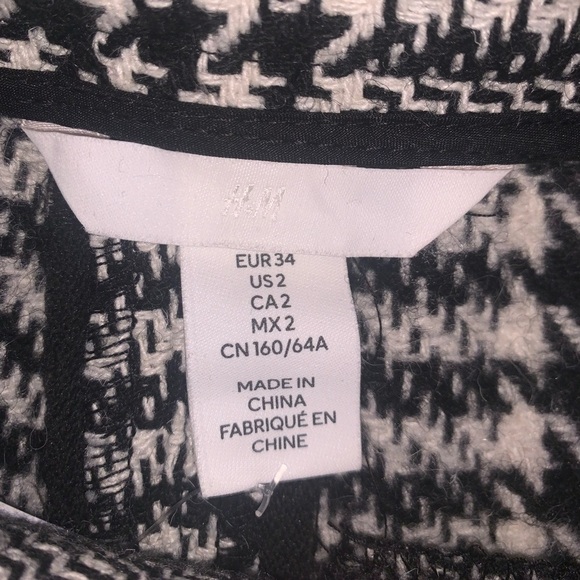 H&M
EUR 34
US 2
CA 2
MX 2
CN 160/64A
MADE IN
CHINA
FABRIQUÉ EN
CHINE